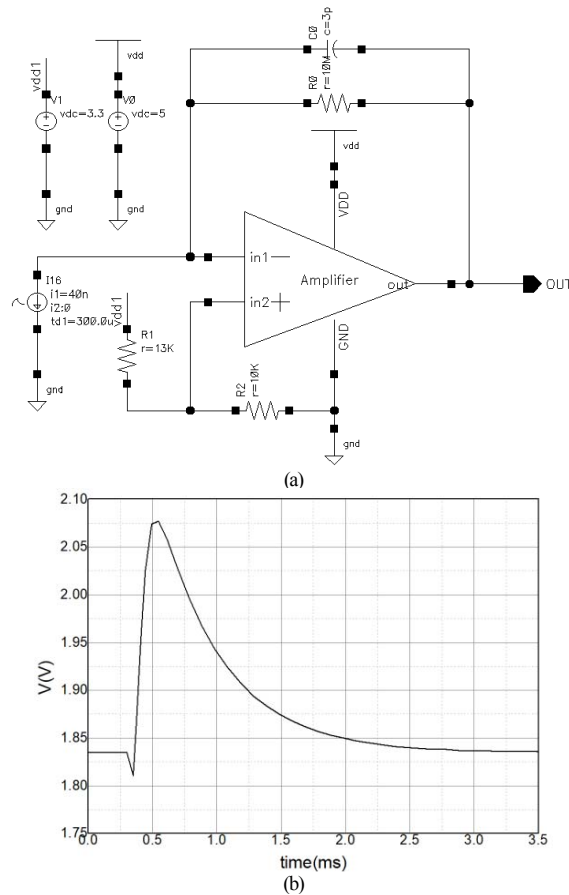 C0
c=3p
R0
r=10M
vdd
vdd1
V1
vdc=3.3
V0
vdc=5
gnd
gnd
vdd
VDD
in1
in2
Amplifier
out
OUT
GND
I16
i1=40n
i2:0
td1=300.0u
gnd
vdd1
R1
r=13K
R2
r=10K
gnd
(a)
2.10
2.05
2.00
1.95
1.90
1.85
1.80
1.75
V(V)
0.0 0.5 1.0 1.5 2.0 2.5 3.0 3.5
time(ms)
(b)